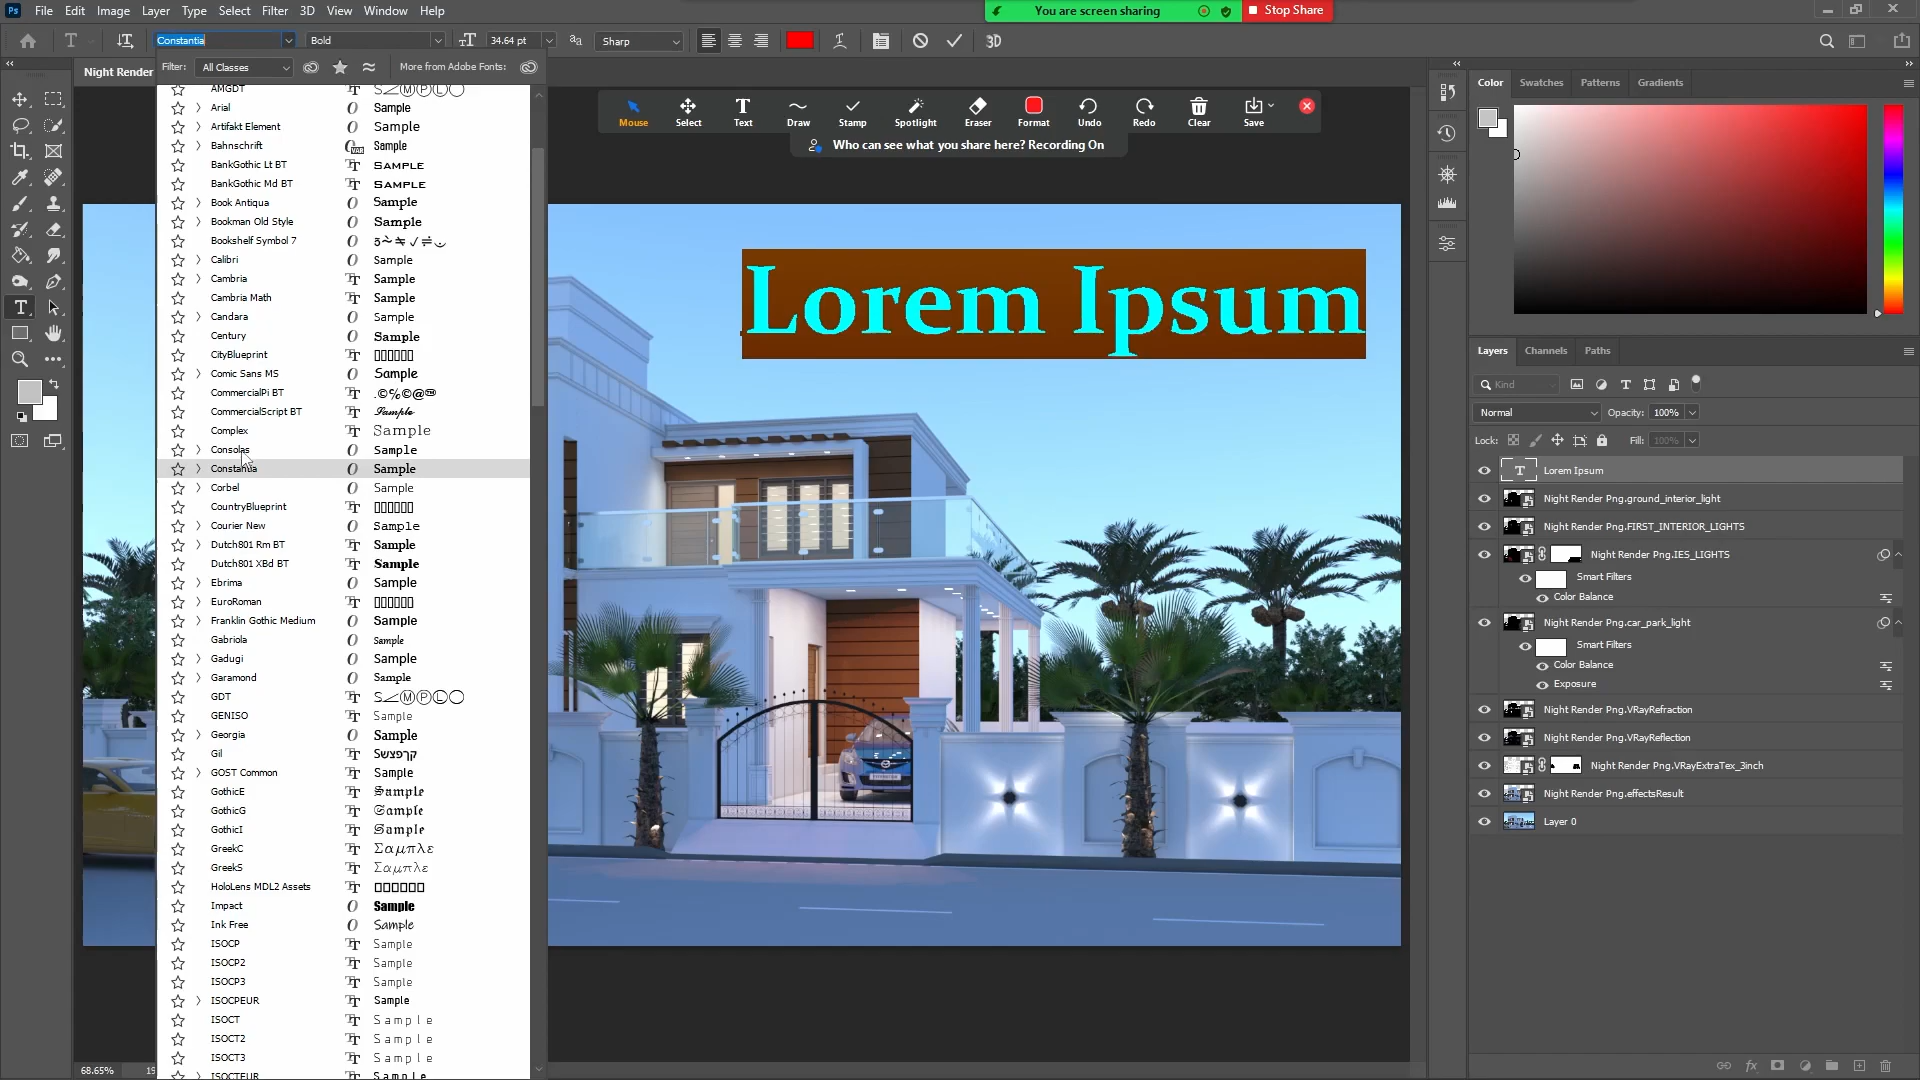 Ps File Edit Image Layer Type Select Filter 3D View Window Help
You are screen sharing Stop Share
Constantia Bold 34.64 pt Sharp 3D
Filter: All Classes More from Adobe Fonts:
Night Render
AMGDT
Arial Sample
Artifakt Element Sample
Bahnschrift Sample
BankGothic Lt BT SAMPLE
BankGothic Md BT SAMPLE
Book Antiqua Sample
Bookman Old Style Sample
Bookshelf Symbol 7
Calibri Sample
Cambria Sample
Cambria Math Sample
Candara Sample
Century Sample
CityBlueprint
Comic Sans MS Sample
CommercialPi BT
CommercialScript BT Sample
Complex Sample
Consolas Sample
Constantia Sample
Corbel Sample
CountryBlueprint
Courier New Sample
Dutch801 Rm BT Sample
Dutch801 XBd BT Sample
Ebrima Sample
EuroRoman
Franklin Gothic Medium Sample
Gabriola Sample
Gadugi Sample
Garamond Sample
GDT
GENISO Sample
Georgia Sample
Gil
GOST Common Sample
GothicE Sample
GothicG Sample
GothicI Sample
GreekC Σαμπλε
GreekS Σαμπλε
HoloLens MDL2 Assets
Impact Sample
Ink Free Sample
ISOCP Sample
ISOCP2 Sample
ISOCP3 Sample
ISOCPEUR Sample
ISOCT Sample
ISOCT2 Sample
ISOCT3 Sample
ISOCTEUR Sample
68.65%
Mouse Select Text Draw Stamp Spotlight Eraser Format Undo Redo Clear Save
Who can see what you share here? Recording On
Lorem Ipsum
Color Swatches Patterns Gradients
Layers Channels Paths
Kind
Normal Opacity: 100%
Lock: Fill: 100%
Lorem Ipsum
Night Render Png.ground_interior_light
Night Render Png.FIRST_INTERIOR_LIGHTS
Night Render Png.IES_LIGHTS
Smart Filters
Color Balance
Night Render Png.car_park_light
Smart Filters
Color Balance
Exposure
Night Render Png.VRayRefraction
Night Render Png.VRayReflection
Night Render Png.VRayExtraTex_3inch
Night Render Png.effectsResult
Layer 0